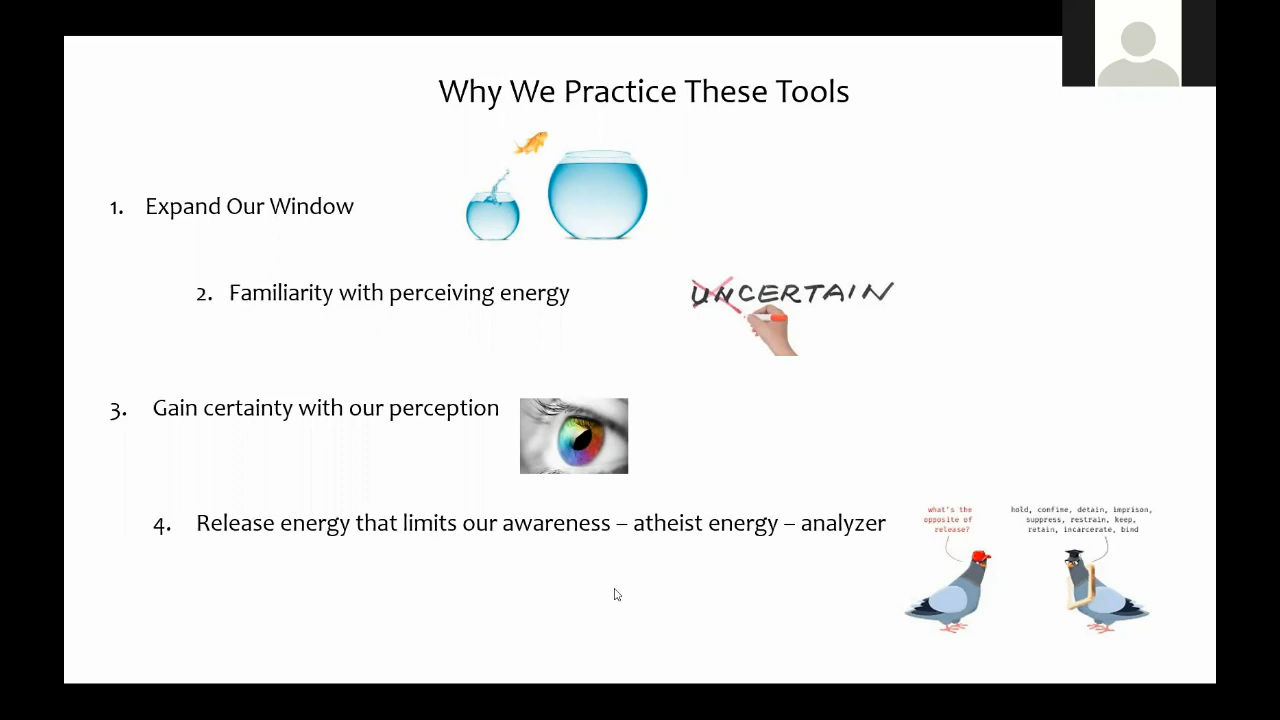 Why We Practice These Tools
1. Expand Our Window
2. Familiarity with perceiving energy
UNCERTAIN
3. Gain certainty with our perception
4. Release energy that limits our awareness – atheist energy – analyzer
what's the
opposite of
release?
hold, confine, detain, imprison,
suppress, restrain, keep,
retain, incarcerate, bind